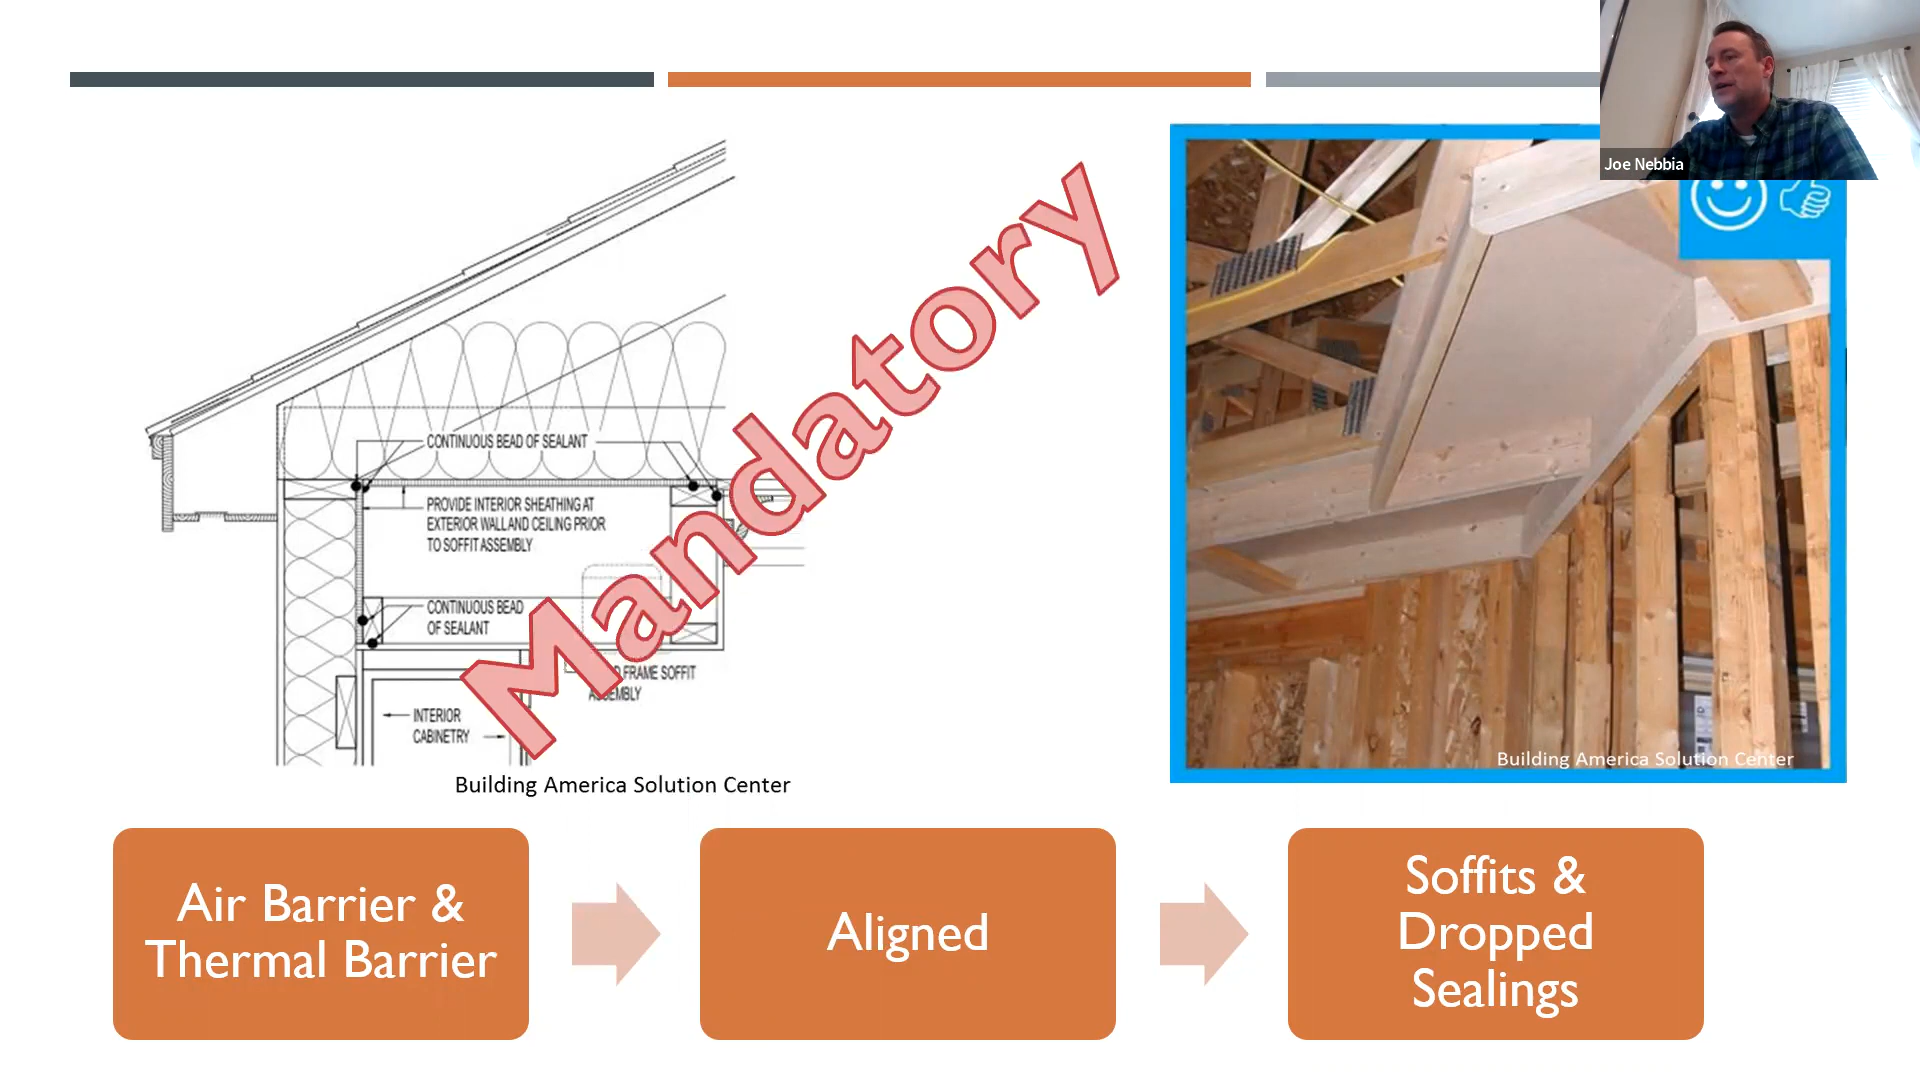 Joe Nebbia
CONTINUOUS BEAD OF SEALANT
PROVIDE INTERIOR SHEATHING AT
EXTERIOR WALL AND CEILING PRIOR
TO SOFFIT ASSEMBLY
CONTINUOUS BEAD
OF SEALANT
FRAME SOFFIT
INTERIOR
CABINETRY
Mandatory
Building America Solution Center
Building America Solution Center
Air Barrier &
Thermal Barrier
Aligned
Soffits &
Dropped
Sealings